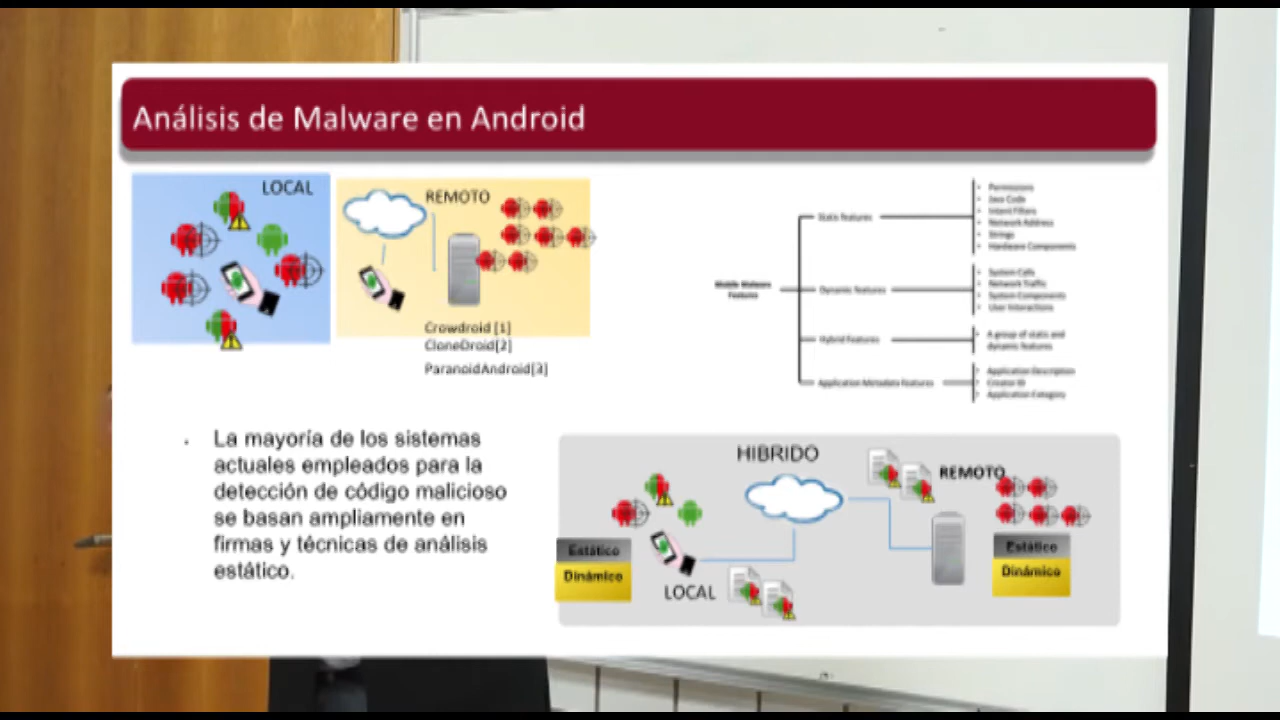 Análisis de Malware en Android
LOCAL
REMOTO
Crowdroid [1]
CloneDroid[2]
ParanoidAndroid[3]
Mobile Malware
Features
Static Features
Permissions
Java Code
Intent Filters
Network Address
Strings
Hardware Components
Dynamic Features
System Calls
Network Traffic
System Components
User Interactions
Hybrid Features
A group of static and
dynamic features
Application Metadata Features
Application Description
Creator ID
Application Category
La mayoría de los sistemas
actuales empleados para la
detección de código malicioso
se basan ampliamente en
firmas y técnicas de análisis
estático.
HIBRIDO
REMOTO
Estático
Dinámico
LOCAL
Estático
Dinámico